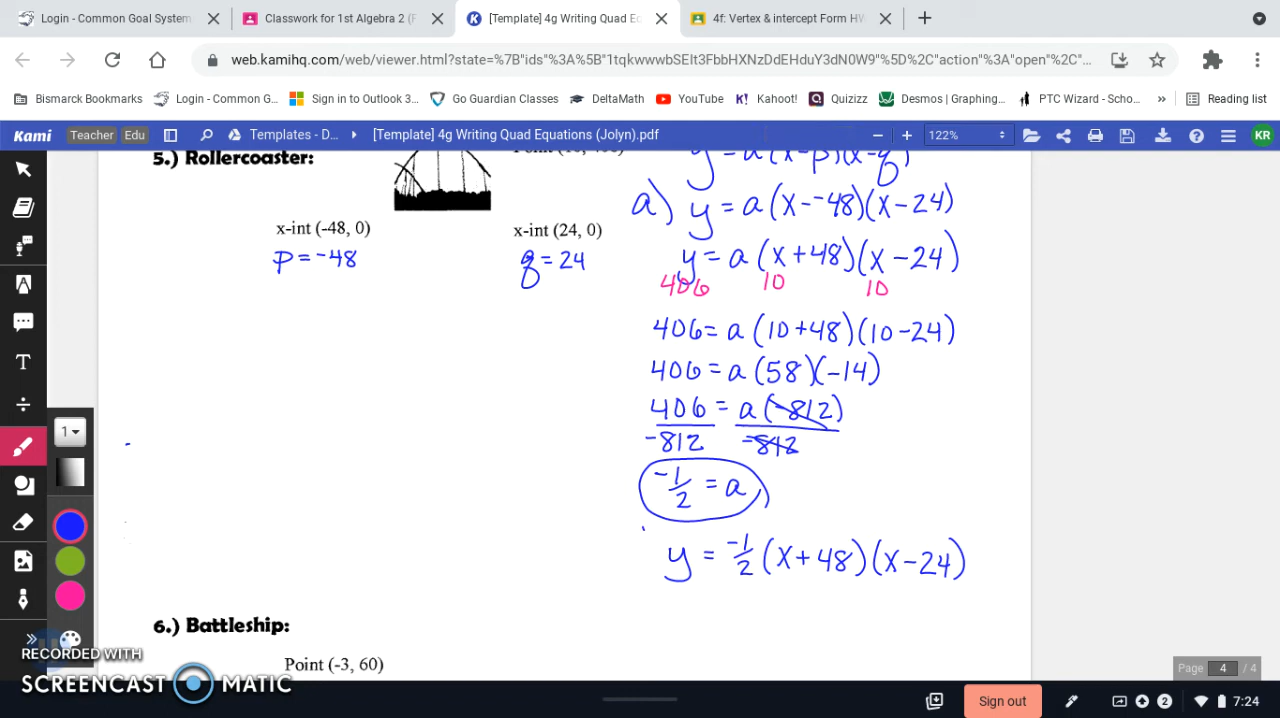 Login - Common Goal System
Classwork for 1st Algebra 2 (F
[Template] 4g Writing Quad Ec
4f: Vertex & intercept Form HW
web.kamihq.com/web/viewer.html?state=%7B"ids"%3A%5B"1tqkwwwbSEIt3FbbHXNzDdEHduY3dN0W9"%5D%2C"action"%3A"open"%2C"...
Bismarck Bookmarks
Login - Common G...
Sign in to Outlook 3...
Go Guardian Classes
DeltaMath
YouTube
Kahoot!
Quizizz
Desmos | Graphing...
PTC Wizard - Scho...
»
Reading list
Kami
Teacher
Edu
Templates - D...
[Template] 4g Writing Quad Equations (Jolyn).pdf
122%
KR
5.) Rollercoaster:
y = a(x-p)(x-q)
a) y = a(x--48)(x-24)
x-int (-48, 0)
x-int (24, 0)
p = -48
q = 24
y = a(x+48)(x-24)
406 10 10
406 = a(10+48)(10-24)
406 = a(58)(-14)
406 = a(-812)
-812 -812
-1/2 = a
y = -1/2(x+48)(x-24)
6.) Battleship:
Point (-3, 60)
T
1
RECORDED WITH
SCREENCAST MATIC
Page 4 / 4
Sign out
2
7:24